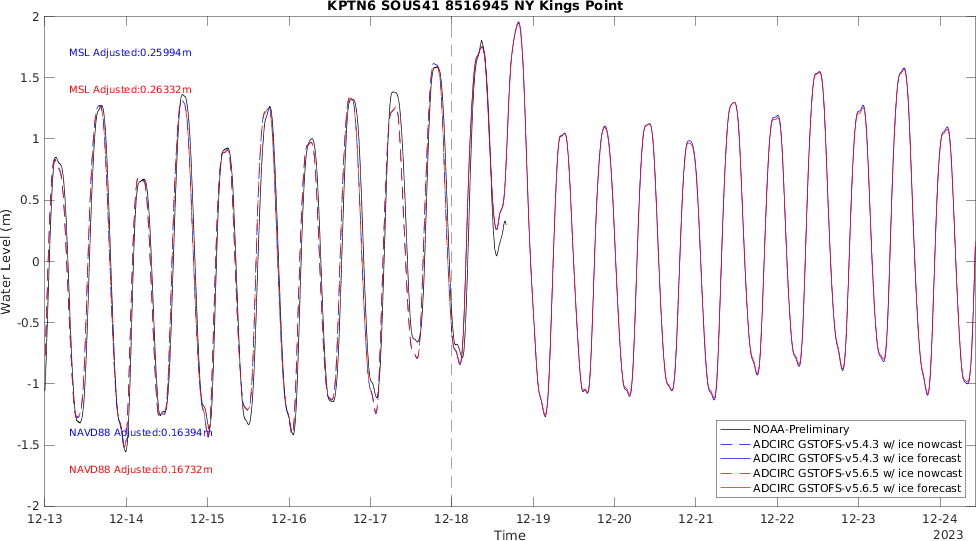 KPTN6 SOUS41 8516945 NY Kings Point
2
1.5
1
0.5
0
-0.5
-1
-1.5
-2
Water Level (m)
MSL Adjusted:0.25994m
MSL Adjusted:0.26332m
NAVD88 Adjusted:0.16394m
NAVD88 Adjusted:0.16732m
NOAA-Preliminary
ADCIRC GSTOFS-v5.4.3 w/ ice nowcast
ADCIRC GSTOFS-v5.4.3 w/ ice forecast
ADCIRC GSTOFS-v5.6.5 w/ ice nowcast
ADCIRC GSTOFS-v5.6.5 w/ ice forecast
12-13 12-14 12-15 12-16 12-17 12-18 12-19 12-20 12-21 12-22 12-23 12-24
Time
2023